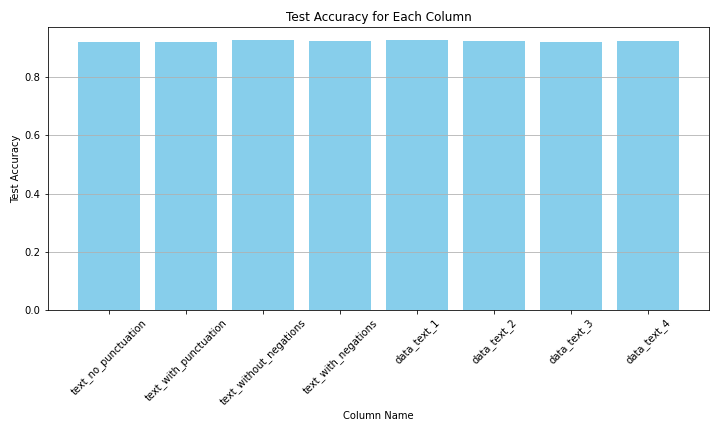 Test Accuracy for Each Column
Test Accuracy
0.8
0.6
0.4
0.2
0.0
text_no_punctuation
text_with_punctuation
text_without_negations
text_with_negations
data_text_1
data_text_2
data_text_3
data_text_4
Column Name